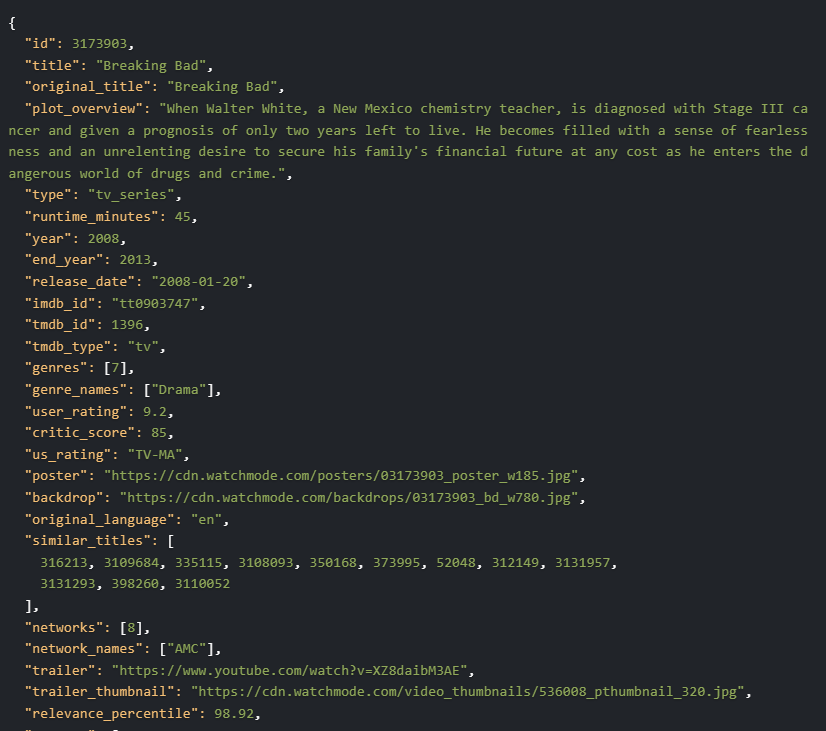 {
  "id": 3173903,
  "title": "Breaking Bad",
  "original_title": "Breaking Bad",
  "plot_overview": "When Walter White, a New Mexico chemistry teacher, is diagnosed with Stage III ca
ncer and given a prognosis of only two years left to live. He becomes filled with a sense of fearless
ness and an unrelenting desire to secure his family's financial future at any cost as he enters the d
angerous world of drugs and crime.",
  "type": "tv_series",
  "runtime_minutes": 45,
  "year": 2008,
  "end_year": 2013,
  "release_date": "2008-01-20",
  "imdb_id": "tt0903747",
  "tmdb_id": 1396,
  "tmdb_type": "tv",
  "genres": [7],
  "genre_names": ["Drama"],
  "user_rating": 9.2,
  "critic_score": 85,
  "us_rating": "TV-MA",
  "poster": "https://cdn.watchmode.com/posters/03173903_poster_w185.jpg",
  "backdrop": "https://cdn.watchmode.com/backdrops/03173903_bd_w780.jpg",
  "original_language": "en",
  "similar_titles": [
    316213, 3109684, 335115, 3108093, 350168, 373995, 52048, 312149, 3131957,
    3131293, 398260, 3110052
  ],
  "networks": [8],
  "network_names": ["AMC"],
  "trailer": "https://www.youtube.com/watch?v=XZ8daibM3AE",
  "trailer_thumbnail": "https://cdn.watchmode.com/video_thumbnails/536008_pthumbnail_320.jpg",
  "relevance_percentile": 98.92,